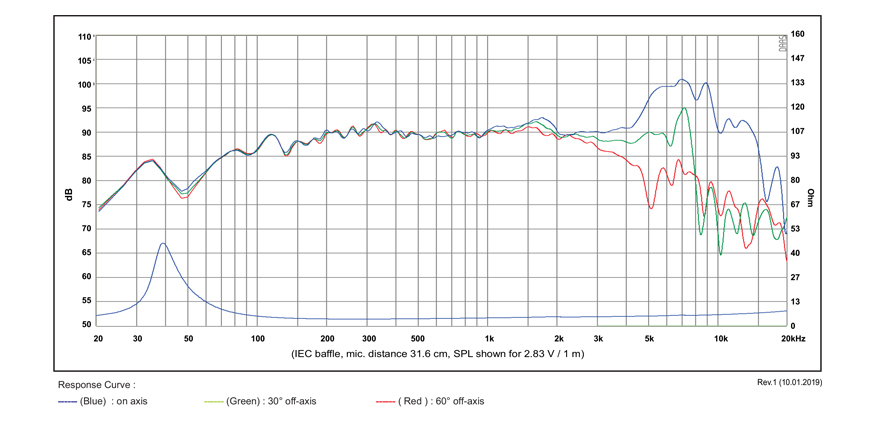 110 160
DAAS
105 147
100 133
95 120
90 107
85 93
80 80
dB Ohm
75 67
70 53
65 40
60 27
55 13
50 0
20 30 50 100 200 300 500 1k 2k 3k 5k 10k 20kHz
(IEC baffle, mic. distance 31.6 cm, SPL shown for 2.83 V / 1 m)
Response Curve :
Rev.1 (10.01.2019)
(Blue) : on axis (Green) : 30° off-axis ( Red ) : 60° off-axis